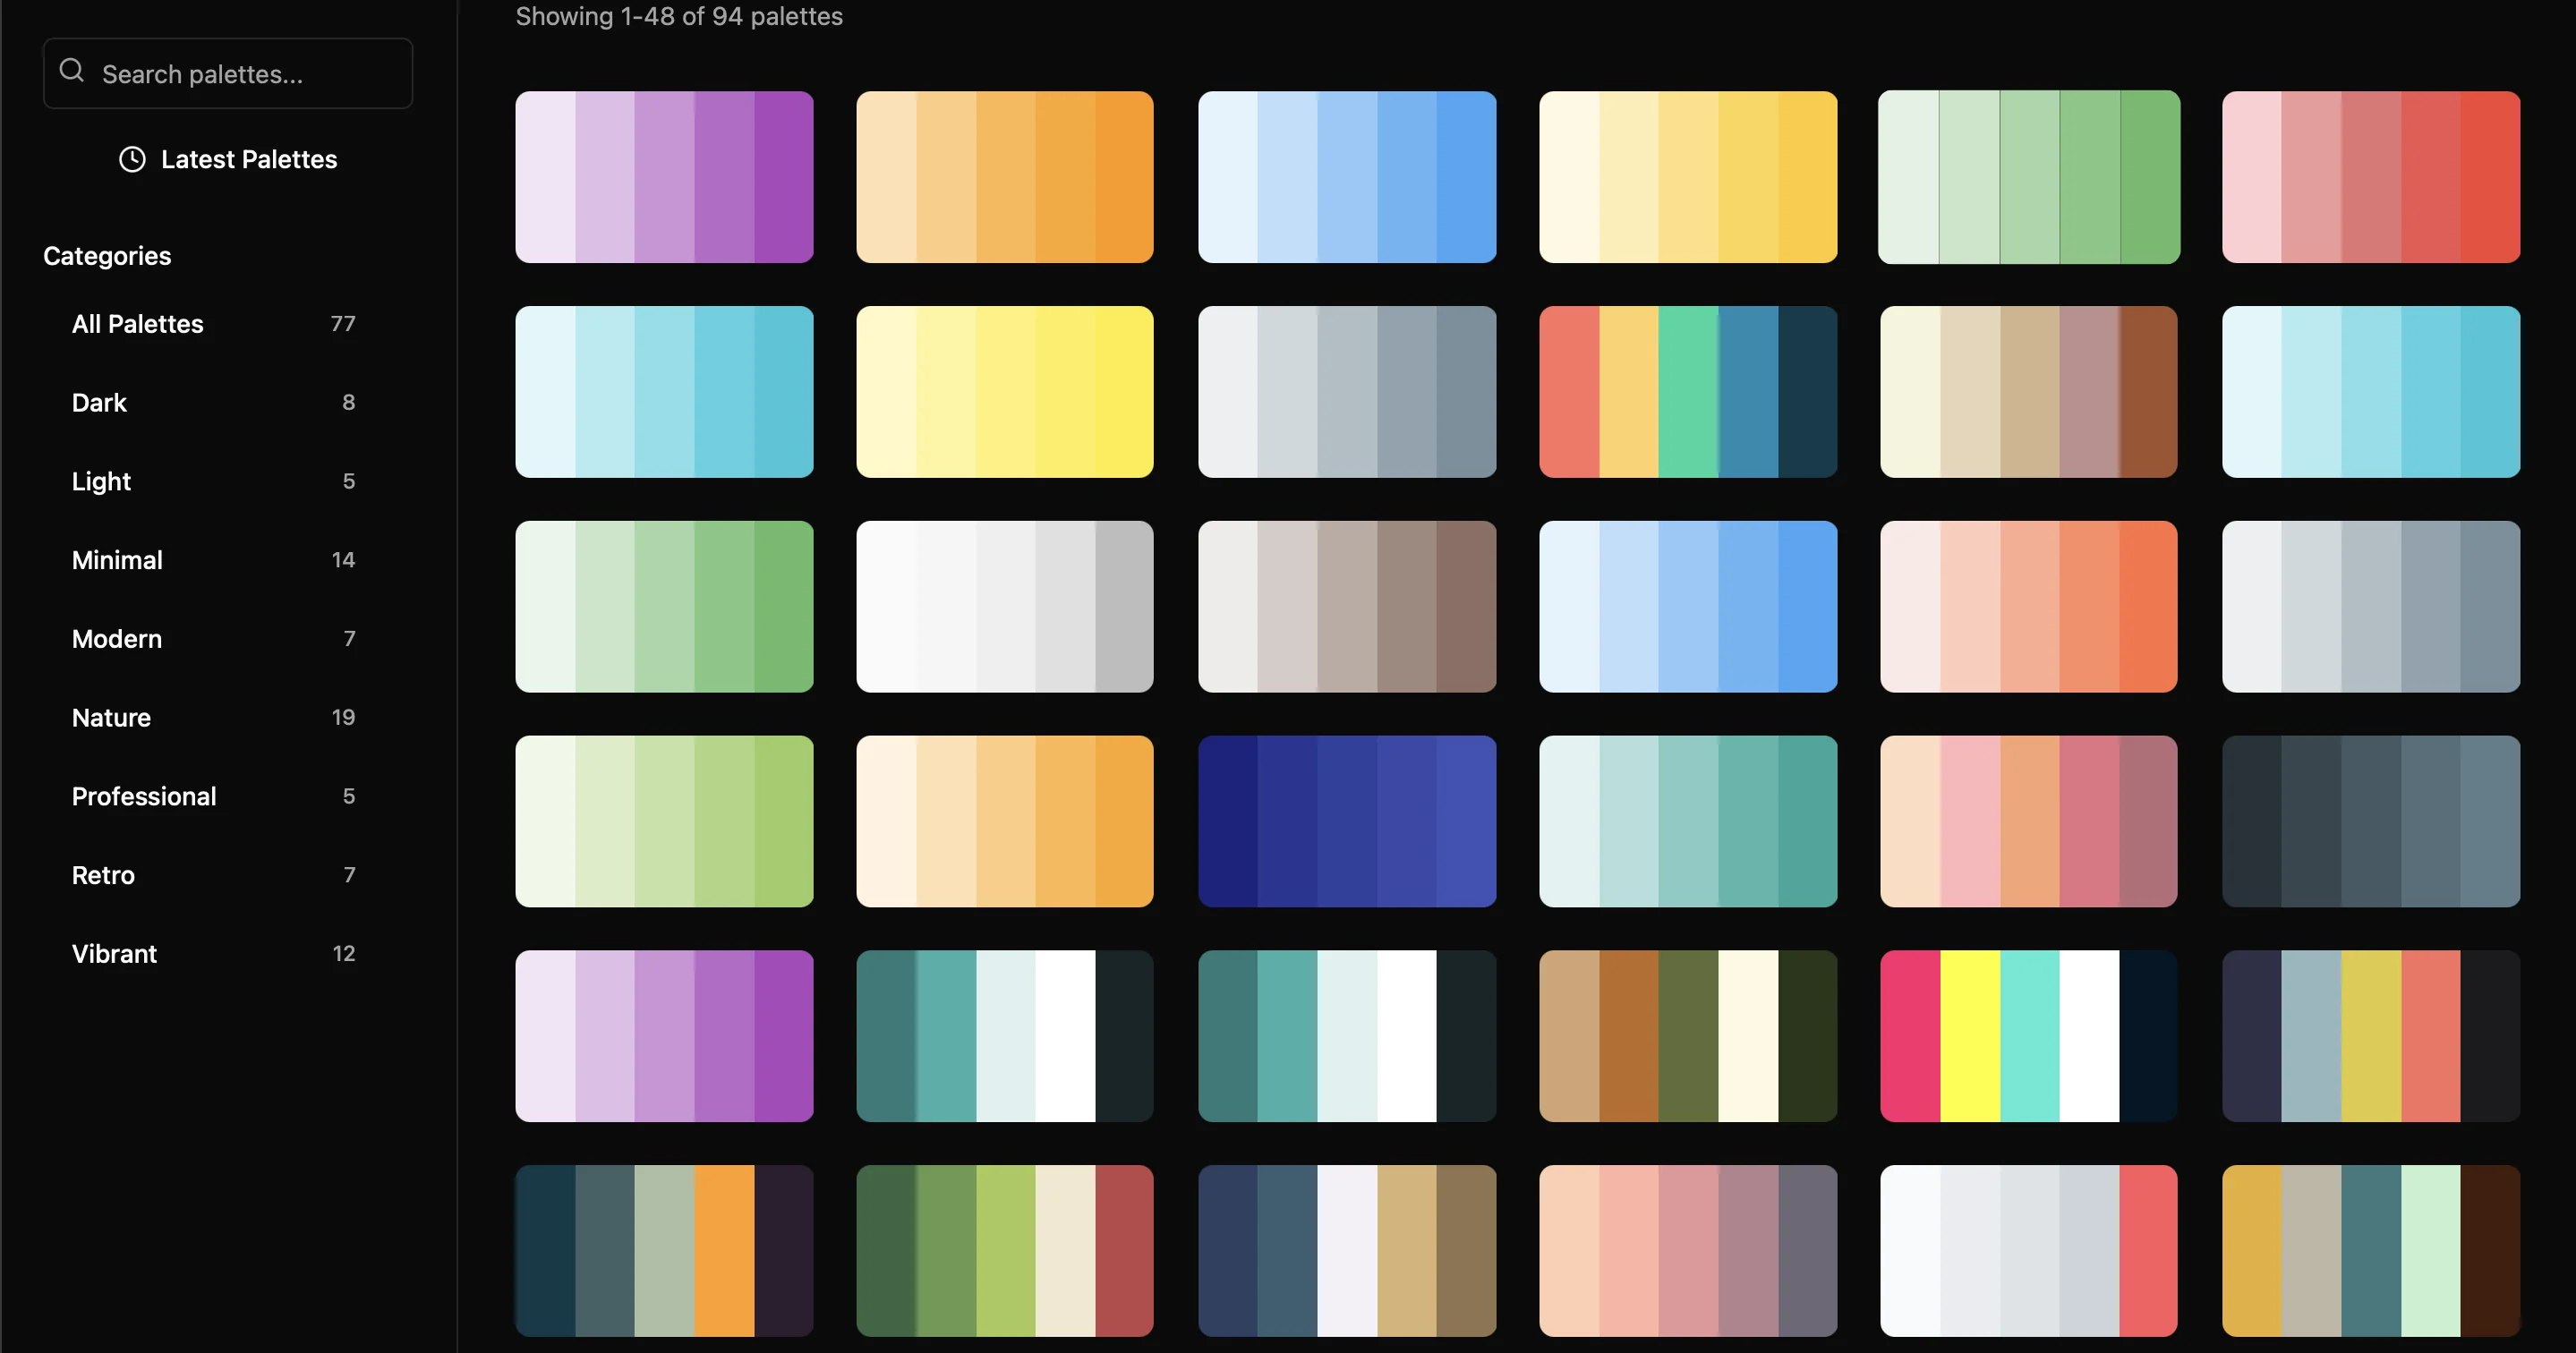 Showing 1-48 of 94 palettes
Search palettes...
Latest Palettes
Categories
All Palettes 77
Dark 8
Light 5
Minimal 14
Modern 7
Nature 19
Professional 5
Retro 7
Vibrant 12